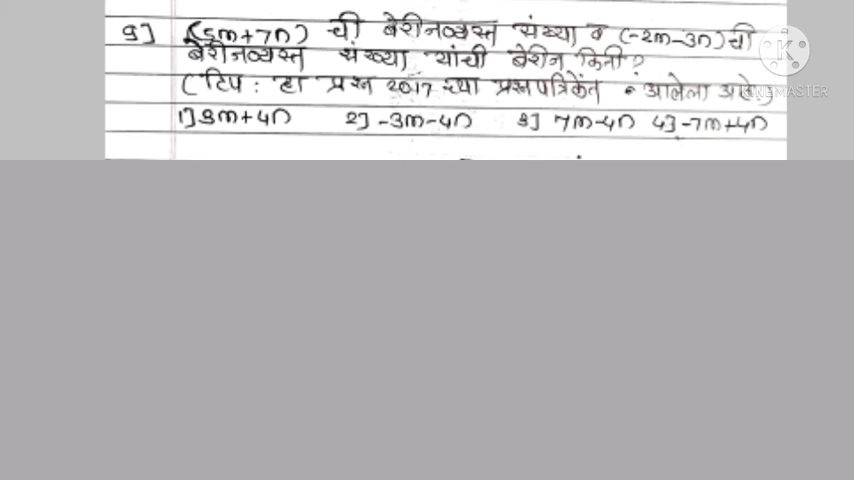 9] (5m+7n) ची बेरीजव्यस्त संख्या व (-2m-3n) ची
बेरीजव्यस्त संख्या यांची बेरीज किती?
(टिप : हा प्रश्न 2017 च्या प्रश्नपत्रिकेत आलेला आहे.)
1] 3m+4n 2] -3m-4n 3] 7m-4n 4] -7m+4n
KINEMASTER